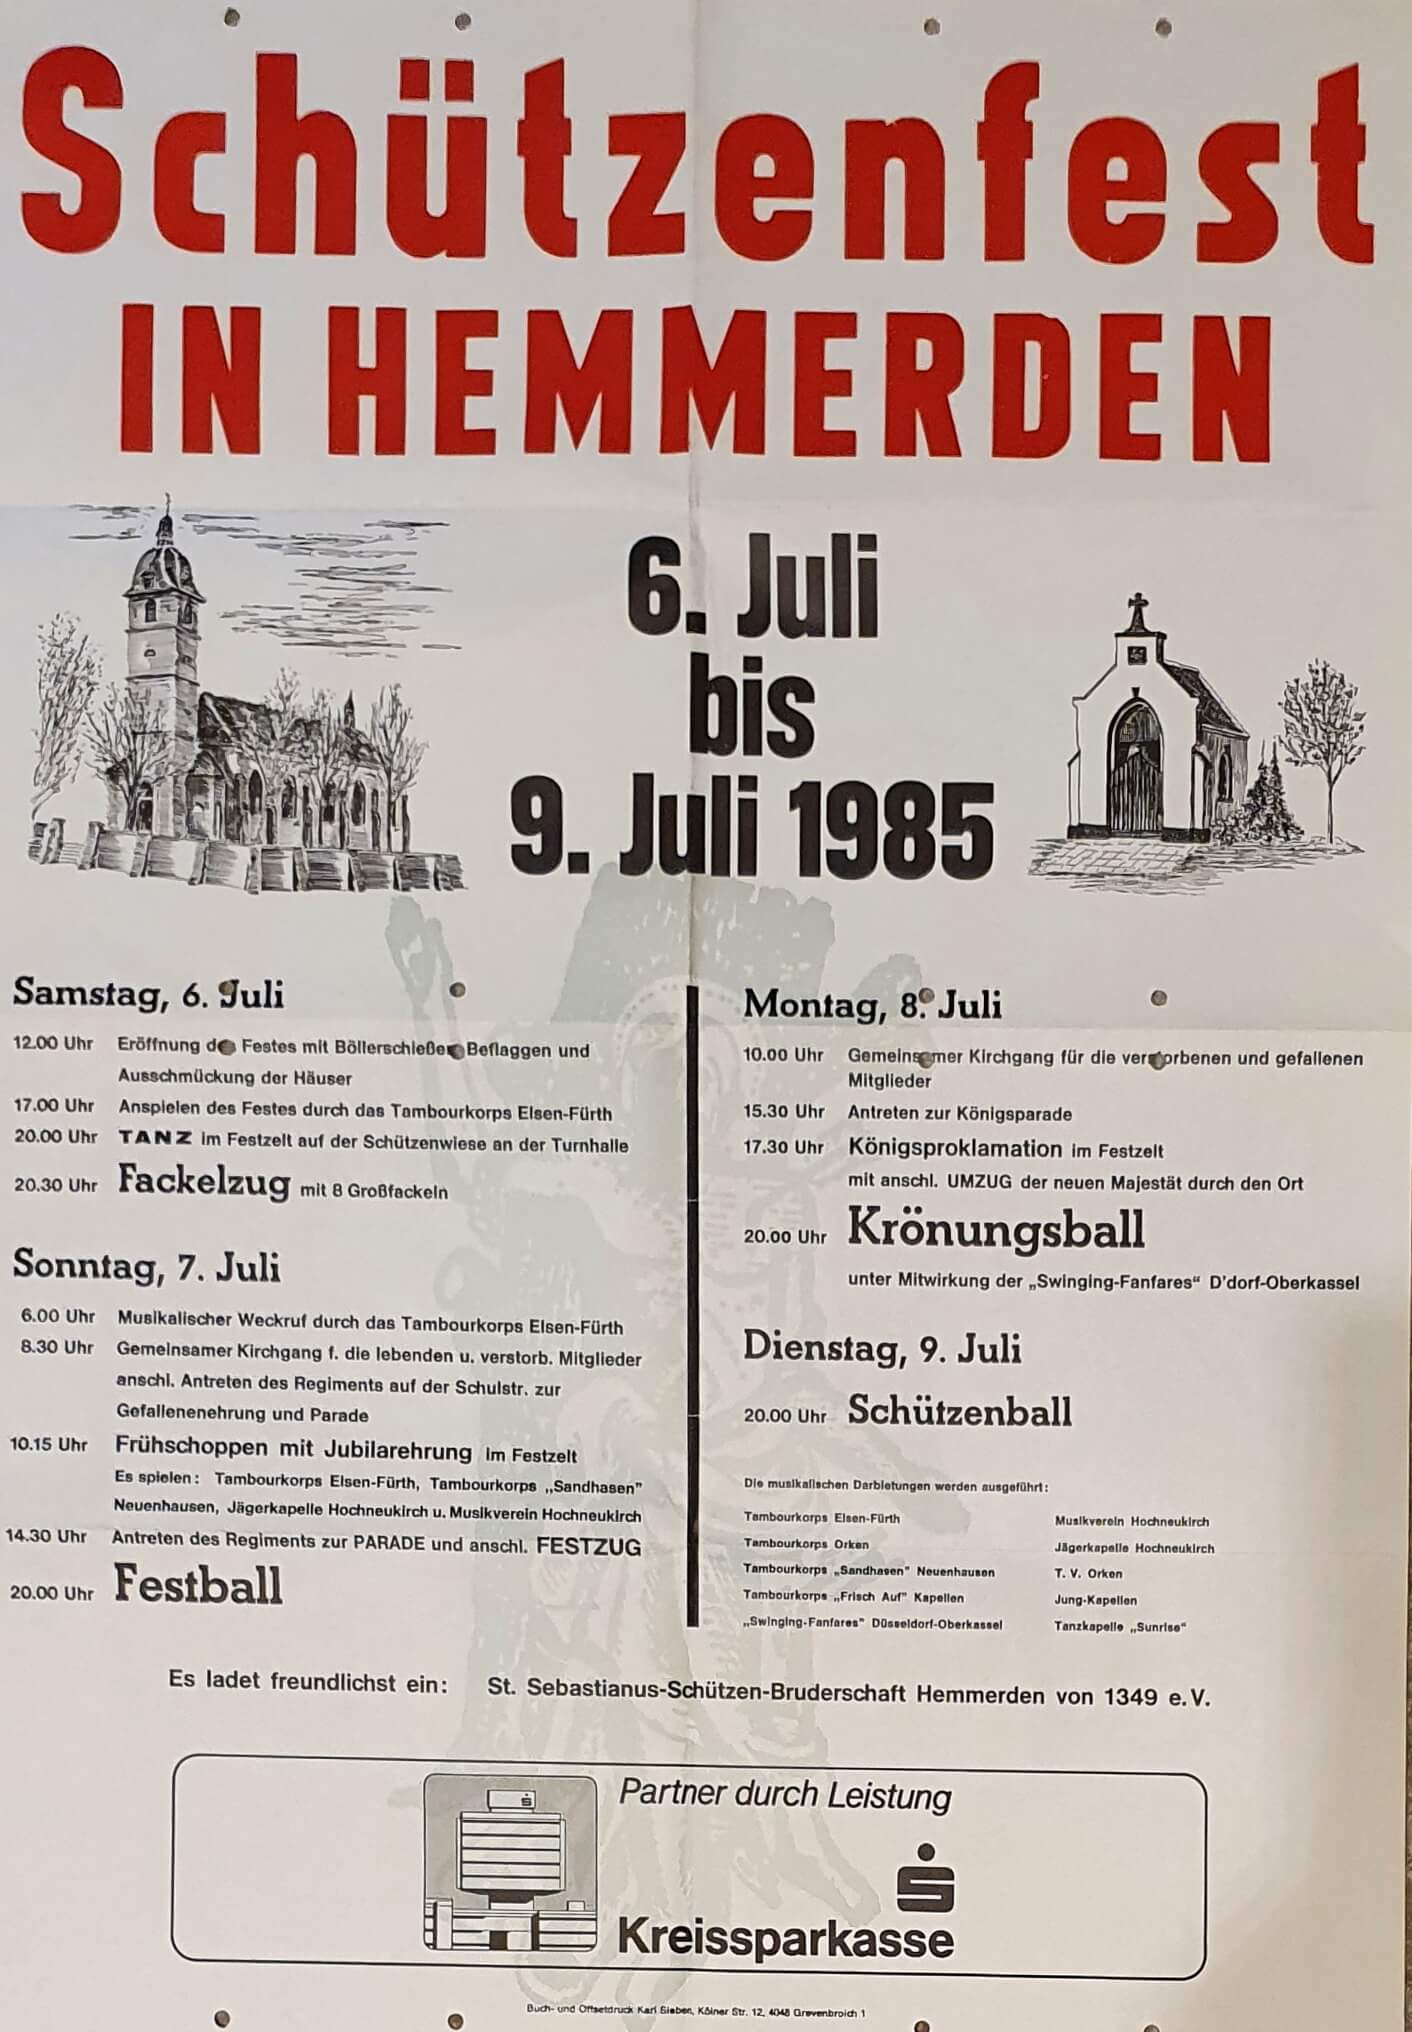 Schützenfest
IN HEMMERDEN
6. Juli
bis
9. Juli 1985
Samstag, 6. Juli
12.00 Uhr Eröffnung des Festes mit Böllerschießen Beflaggen und
Ausschmückung der Häuser
17.00 Uhr Anspielen des Festes durch das Tambourkorps Elsen-Fürth
20.00 Uhr TANZ im Festzelt auf der Schützenwiese an der Turnhalle
20.30 Uhr Fackelzug mit 8 Großfackeln
Sonntag, 7. Juli
6.00 Uhr Musikalischer Weckruf durch das Tambourkorps Elsen-Fürth
8.30 Uhr Gemeinsamer Kirchgang f. die lebenden u. verstorb. Mitglieder
anschl. Antreten des Regiments auf der Schulstr. zur
Gefallenenehrung und Parade
10.15 Uhr Frühschoppen mit Jubilarehrung im Festzelt
Es spielen: Tambourkorps Elsen-Fürth, Tambourkorps „Sandhasen"
Neuenhausen, Jägerkapelle Hochneukirch u. Musikverein Hochneukirch
14.30 Uhr Antreten des Regiments zur PARADE und anschl. FESTZUG
20.00 Uhr Festball
Montag, 8. Juli
10.00 Uhr Gemeinsamer Kirchgang für die verstorbenen und gefallenen
Mitglieder
15.30 Uhr Antreten zur Königsparade
17.30 Uhr Königsproklamation im Festzelt
mit anschl. UMZUG der neuen Majestät durch den Ort
20.00 Uhr Krönungsball
unter Mitwirkung der „Swinging-Fanfares" D'dorf-Oberkassel
Dienstag, 9. Juli
20.00 Uhr Schützenball
Die musikalischen Darbietungen werden ausgeführt:
Tambourkorps Elsen-Fürth
Tambourkorps Orken
Tambourkorps „Sandhasen" Neuenhausen
Tambourkorps „Frisch Auf" Kapellen
„Swinging-Fanfares" Düsseldorf-Oberkassel
Musikverein Hochneukirch
Jägerkapelle Hochneukirch
T. V. Orken
Jung-Kapellen
Tanzkapelle „Sunrise"
Es ladet freundlichst ein: St. Sebastianus-Schützen-Bruderschaft Hemmerden von 1349 e.V.
Partner durch Leistung
Kreissparkasse
Buch- und Offsetdruck Karl Sieben, Kölner Str. 12, 4048 Grevenbroich 1